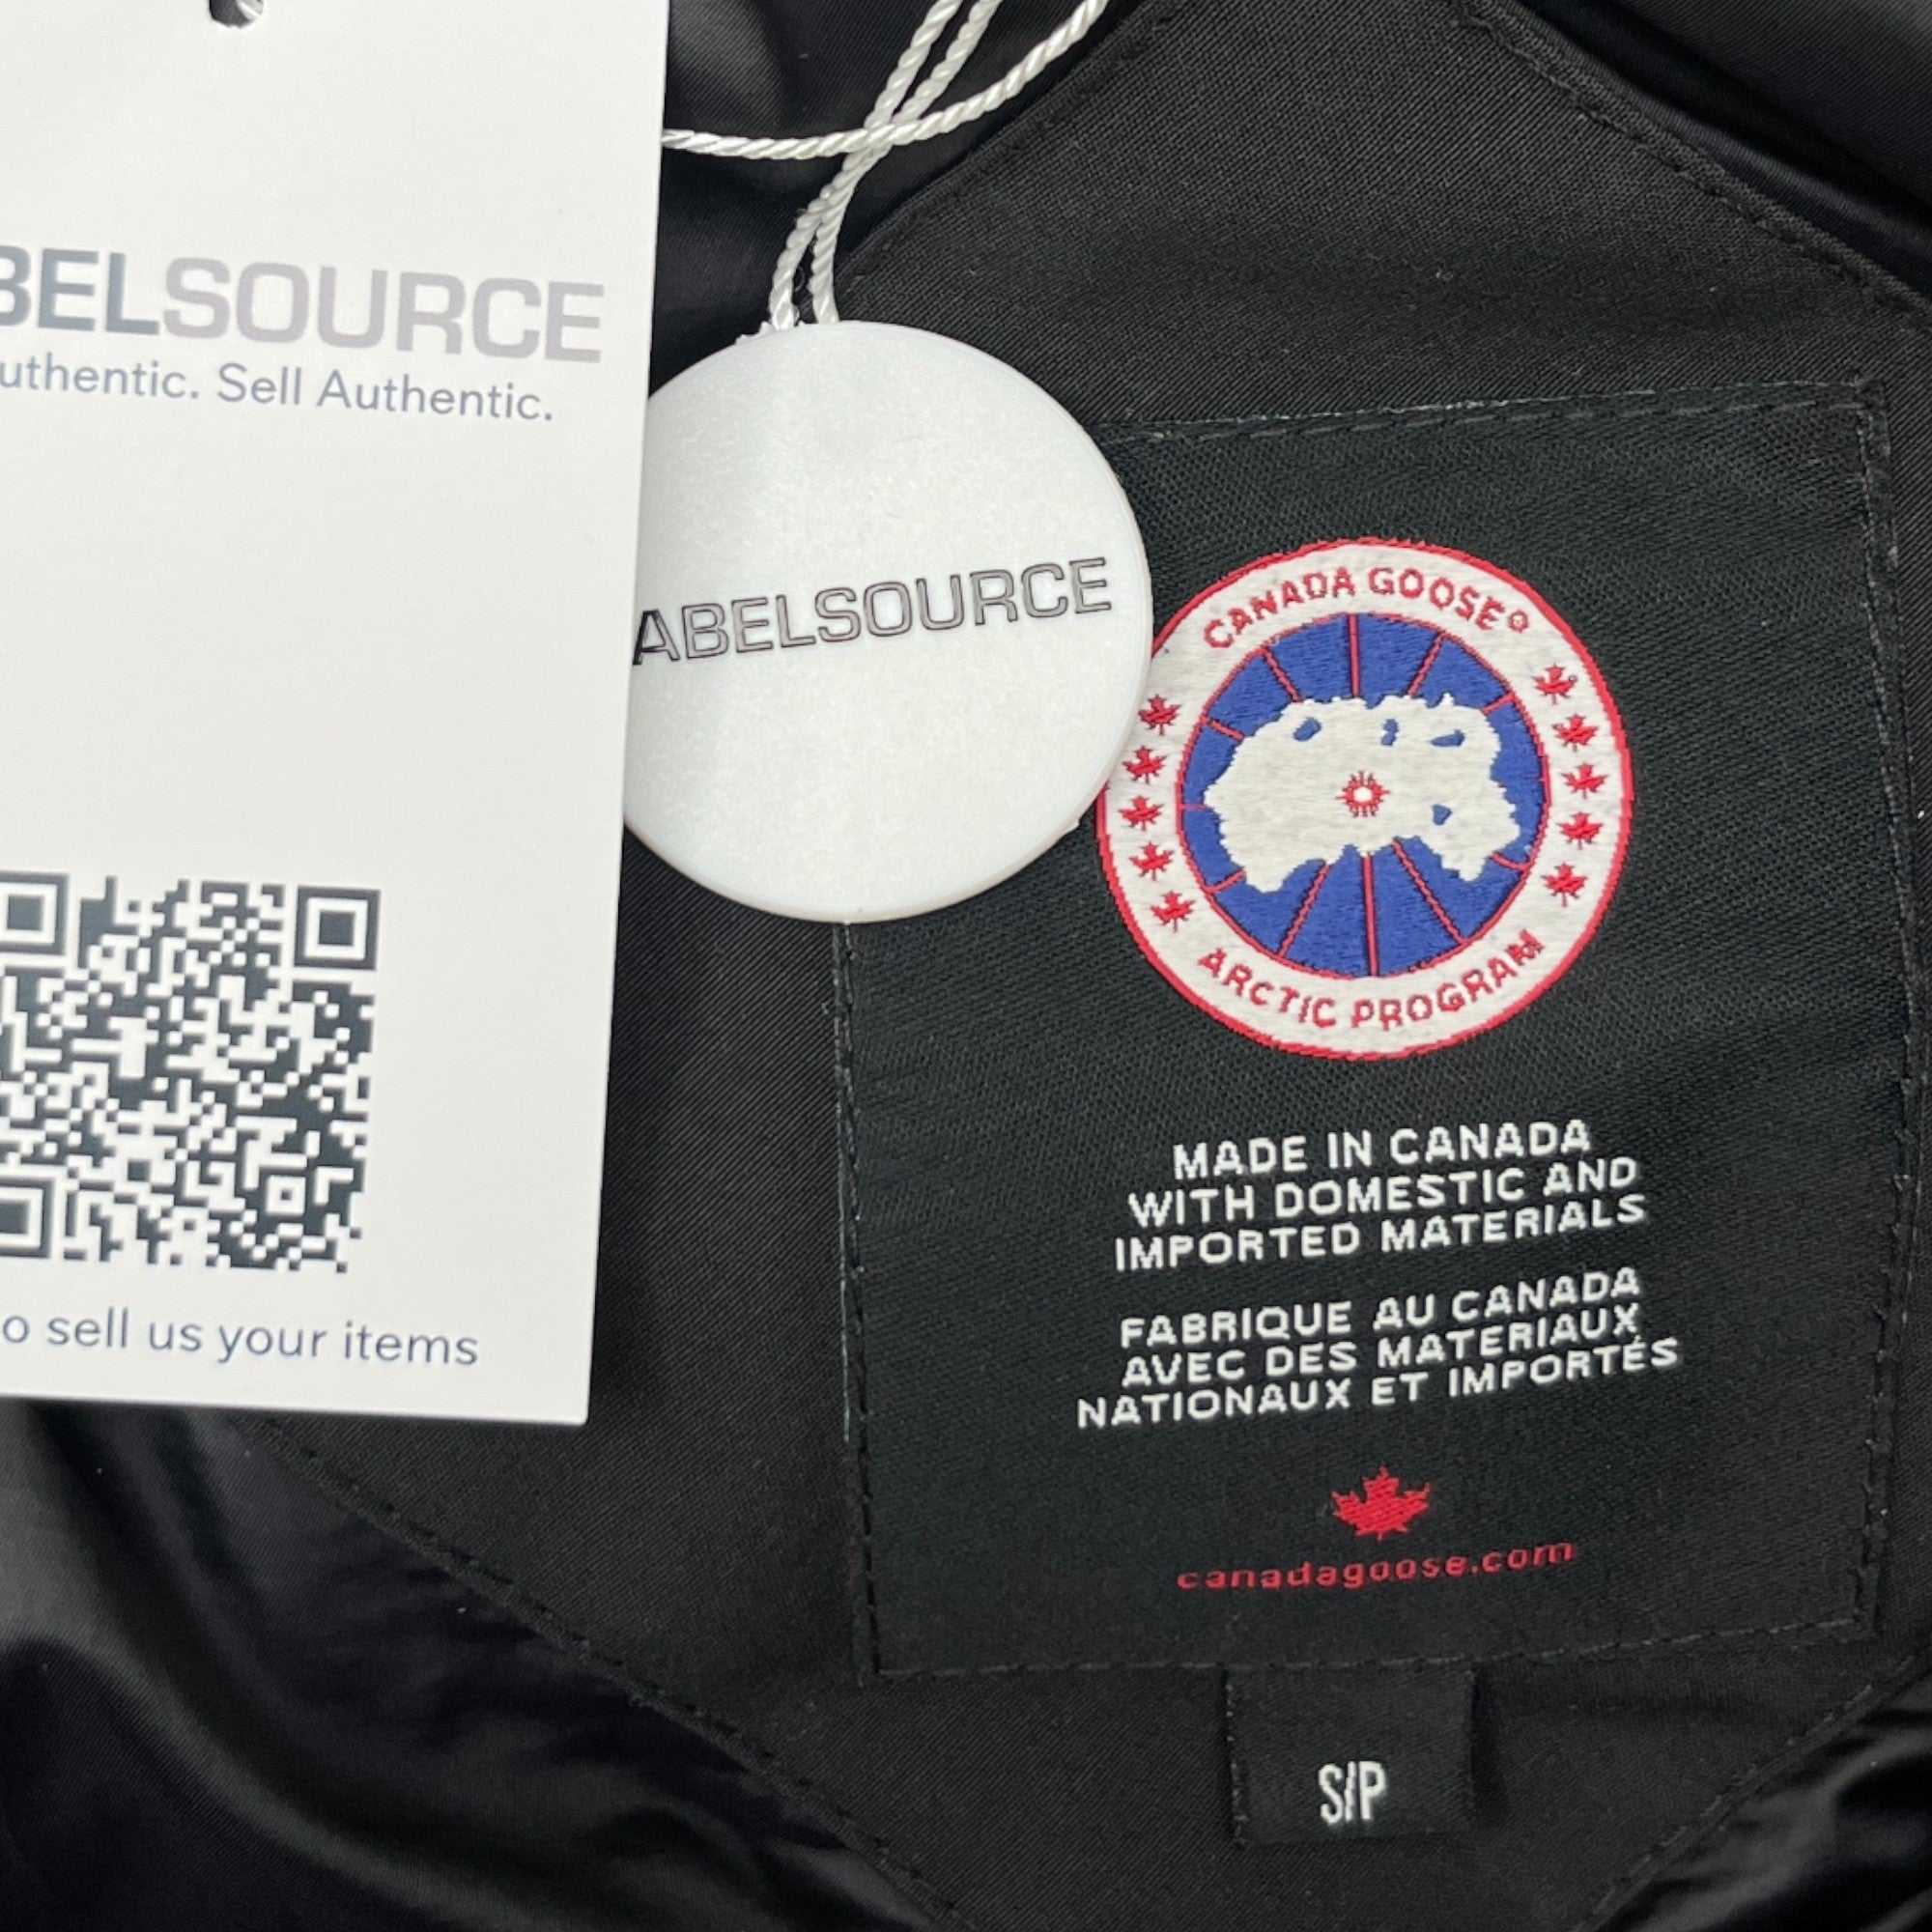 BELSOURCE
uthentic. Sell Authentic.
o sell us your items
ABELSOURCE
CANADA GOOSE
ARCTIC PROGRAM
MADE IN CANADA
WITH DOMESTIC AND
IMPORTED MATERIALS
FABRIQUE AU CANADA
AVEC DES MATERIAUX
NATIONAUX ET IMPORTÉS
canadagoose.com
S/P